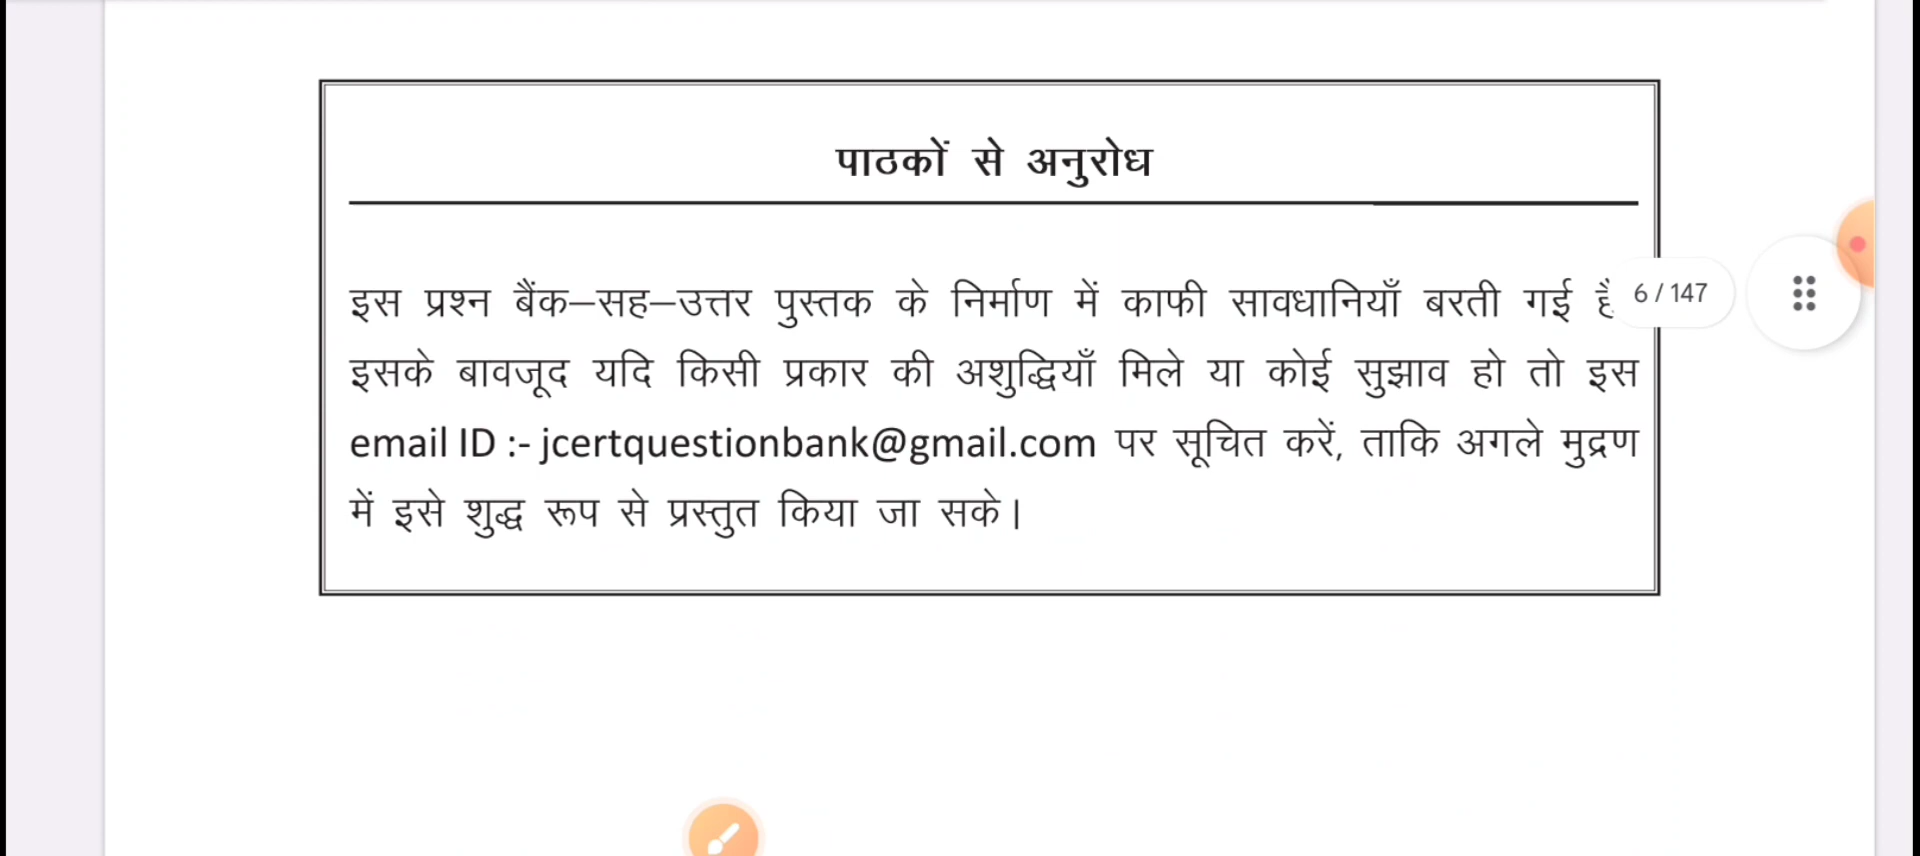 पाठकों से अनुरोध
इस प्रश्न बैंक–सह–उत्तर पुस्तक के निर्माण में काफी सावधानियाँ बरती गई
6 / 147
इसके बावजूद यदि किसी प्रकार की अशुद्धियाँ मिले या कोई सुझाव हो तो इस
email ID :- jcertquestionbank@gmail.com पर सूचित करें, ताकि अगले मुद्रण
में इसे शुद्ध रूप से प्रस्तुत किया जा सके।